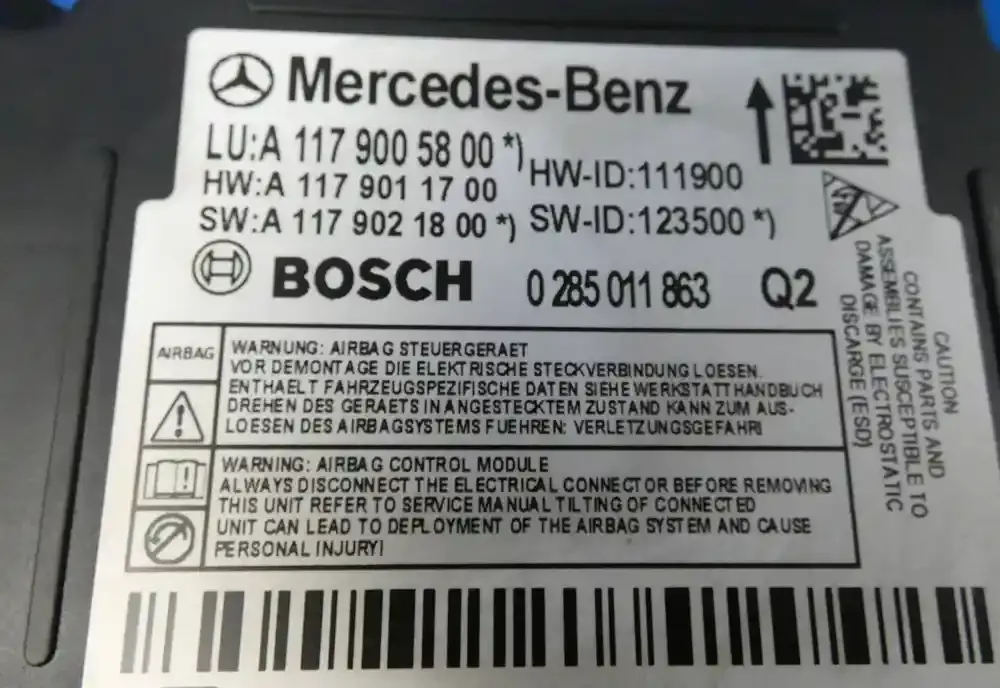 Mercedes-Benz
LU:A 117 900 58 00 *)
HW:A 117 901 17 00
HW-ID:111900
SW:A 117 902 18 00 *)
SW-ID:123500 *)
BOSCH
0 285 011 863
Q2
AIRBAG
WARNUNG: AIRBAG STEUERGERAET
VOR DEMONTAGE DIE ELEKTRISCHE STECKVERBINDUNG LOESEN.
ENTHAELT FAHRZEUGSPEZIFISCHE DATEN SIEHE WERKSTATTHANDBUCH
DREHEN DES GERAETS IN ANGESTECKTEM ZUSTAND KANN ZUM AUS-
LOESEN DES AIRBAGSYSTEMS FUEHREN: VERLETZUNGSGEFAHR!
WARNING: AIRBAG CONTROL MODULE
ALWAYS DISCONNECT THE ELECTRICAL CONNECTOR BEFORE REMOVING
THIS UNIT REFER TO SERVICE MANUAL TILTING OF CONNECTED
UNIT CAN LEAD TO DEPLOYMENT OF THE AIRBAG SYSTEM AND CAUSE
PERSONAL INJURY!
CAUTION
CONTAINS PARTS AND
ASSEMBLIES SUSCEPTIBLE TO
DAMAGE BY ELECTROSTATIC
DISCHARGE (ESD)